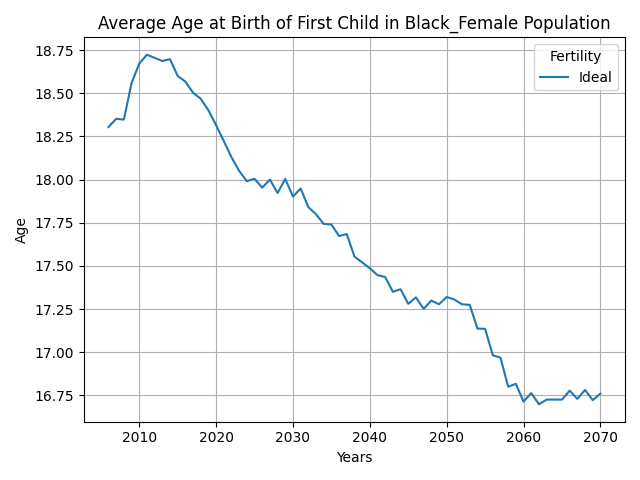 Average Age at Birth of First Child in Black_Female Population
Fertility
Ideal
Age
18.75
18.50
18.25
18.00
17.75
17.50
17.25
17.00
16.75
2010 2020 2030 2040 2050 2060 2070
Years